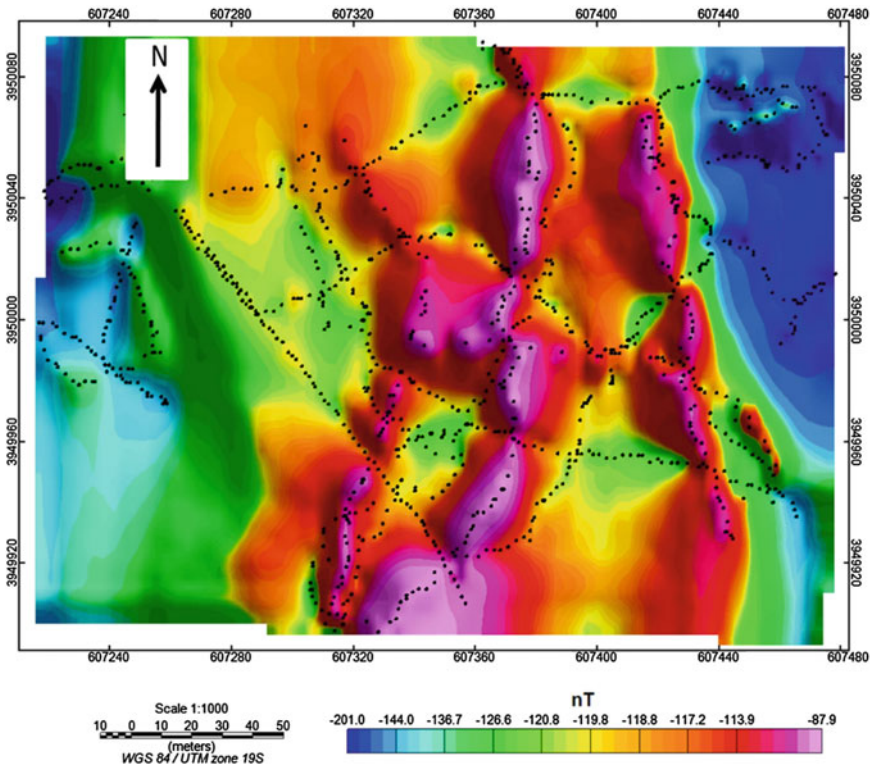 607240 607280 607320 607360 607400 607440 607480
N
3950080 3950080
3950040 3950040
3950000 3950000
3949960 3949960
3949920 3949920
607240 607280 607320 607360 607400 607440 607480
nT
Scale 1:1000
10 0 10 20 30 40 50
(meters)
WGS 84 / UTM zone 19S
-201.0 -144.0 -136.7 -126.6 -120.8 -119.8 -118.8 -117.2 -113.9 -87.9